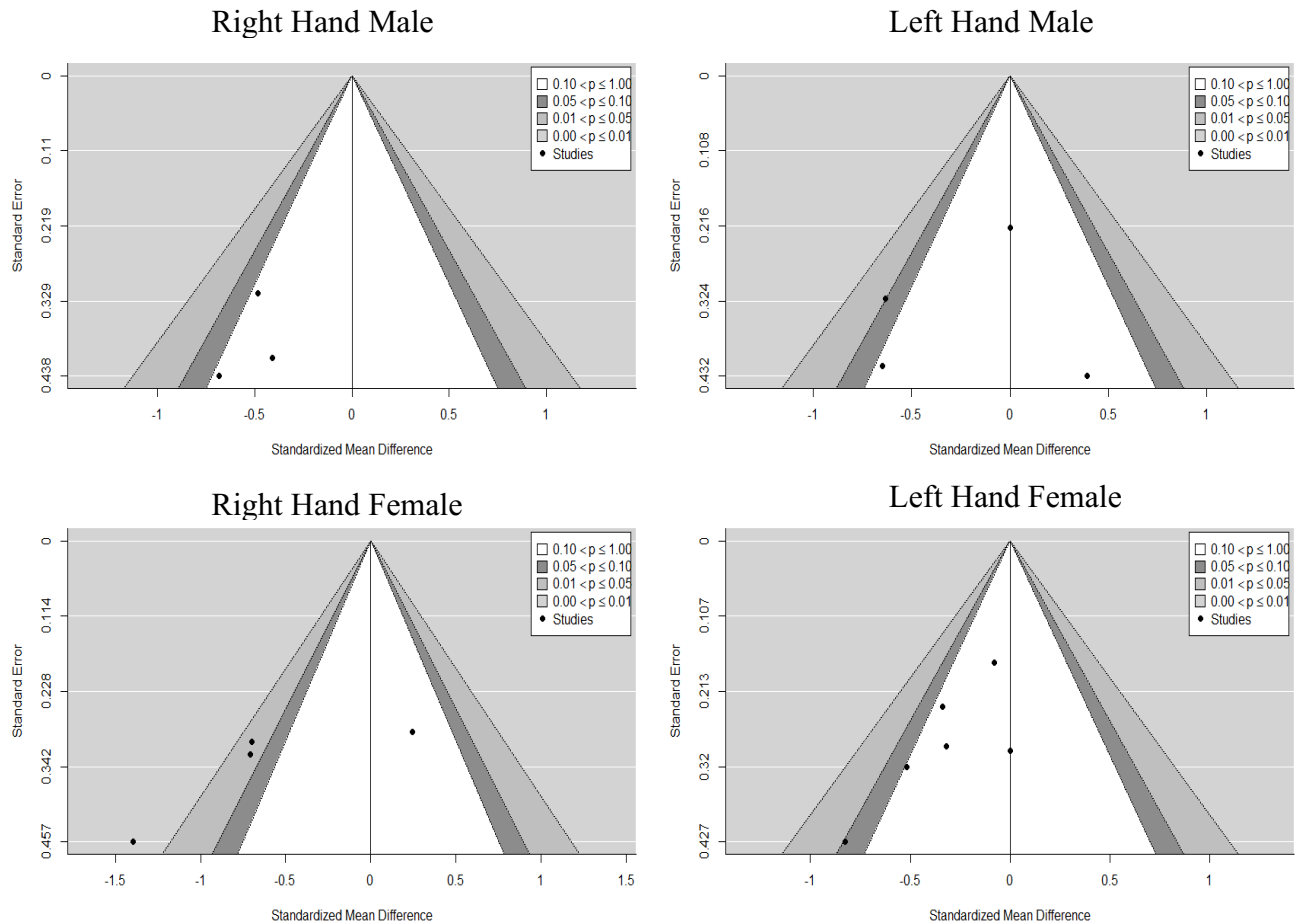 Right Hand Male
0.10 < p ≤ 1.00
0.05 < p ≤ 0.10
0.01 < p ≤ 0.05
0.00 < p ≤ 0.01
Studies
Standard Error
0
0.11
0.219
0.329
0.438
-1
-0.5
0
0.5
1
Standardized Mean Difference
Left Hand Male
0.10 < p ≤ 1.00
0.05 < p ≤ 0.10
0.01 < p ≤ 0.05
0.00 < p ≤ 0.01
Studies
Standard Error
0
0.108
0.216
0.324
0.432
-1
-0.5
0
0.5
1
Standardized Mean Difference
Right Hand Female
0.10 < p ≤ 1.00
0.05 < p ≤ 0.10
0.01 < p ≤ 0.05
0.00 < p ≤ 0.01
Studies
Standard Error
0
0.114
0.228
0.342
0.457
-1.5
-1
-0.5
0
0.5
1
1.5
Standardized Mean Difference
Left Hand Female
0.10 < p ≤ 1.00
0.05 < p ≤ 0.10
0.01 < p ≤ 0.05
0.00 < p ≤ 0.01
Studies
Standard Error
0
0.107
0.213
0.32
0.427
-1
-0.5
0
0.5
1
Standardized Mean Difference